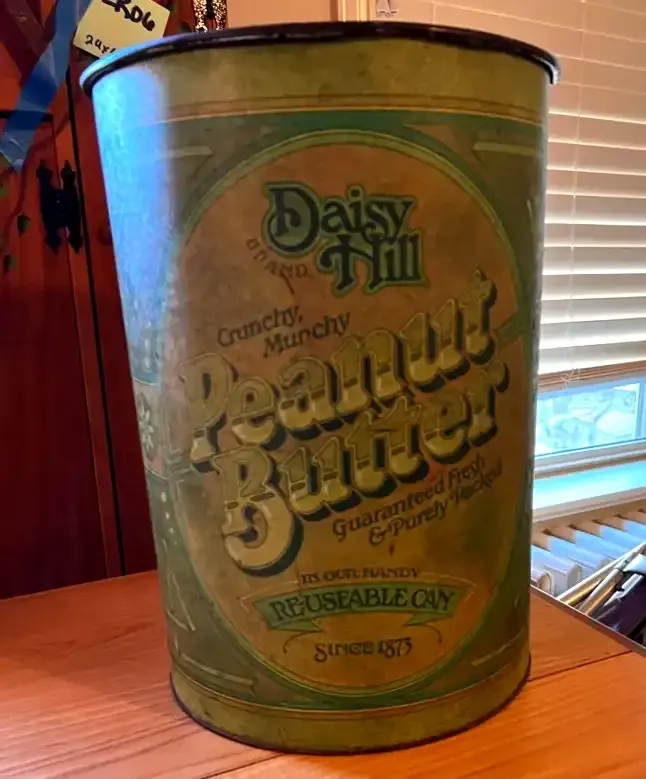 Daisy
Hill
BRAND
Crunchy,
Munchy
Peanut
Butter
Guaranteed Fresh
& Purely Packed
IN OUR HANDY
RE-USEABLE CAN
SINCE 1873